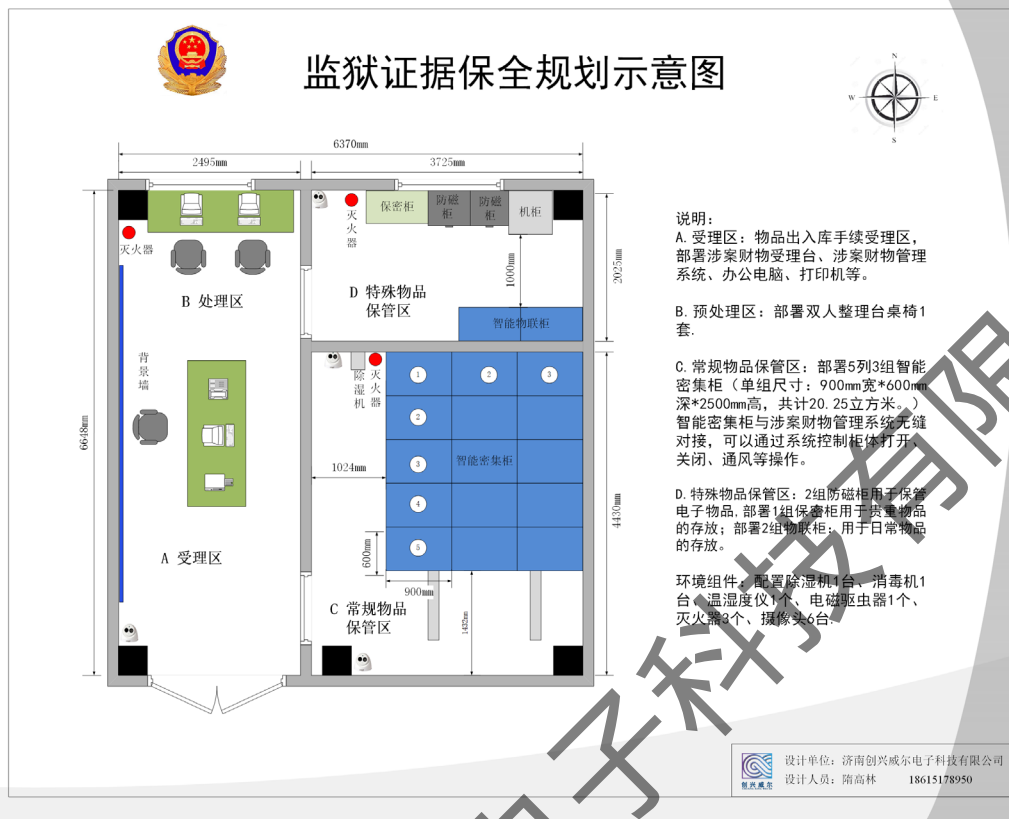 监狱证据保全规划示意图
N
W
E
S
6370mm
2495mm
3725mm
灭火器
灭火器
保密柜
防磁柜
防磁柜
机柜
1000mm
2025mm
B 处理区
D 特殊物品
保管区
智能物联柜
背景墙
除湿机
灭火器
1
2
3
2
3
4
5
智能密集柜
6648mm
1024mm
4430mm
600mm
900mm
1432mm
A 受理区
C 常规物品
保管区
说明：
A.受理区：物品出入库手续受理区，
部署涉案财物受理台、涉案财物管理
系统、办公电脑、打印机等。
B.预处理区：部署双人整理台桌椅1
套.
C.常规物品保管区：部署5列3组智能
密集柜（单组尺寸：900mm宽*600mm
深*2500mm高，共计20.25立方米。）
智能密集柜与涉案财物管理系统无缝
对接，可以通过系统控制柜体打开、
关闭、通风等操作。
D.特殊物品保管区：2组防磁柜用于保管
电子物品,部署1组保密柜用于贵重物品
的存放；部署2组物联柜：用于日常物品
的存放。
环境组件：配置除湿机1台、消毒机1
台、温湿度仪1个、电磁驱虫器1个、
灭火器3个、摄像头6台.
电子科技有限
创兴威尔
设计单位：济南创兴威尔电子科技有限公司
设计人员：隋高林 18615178950